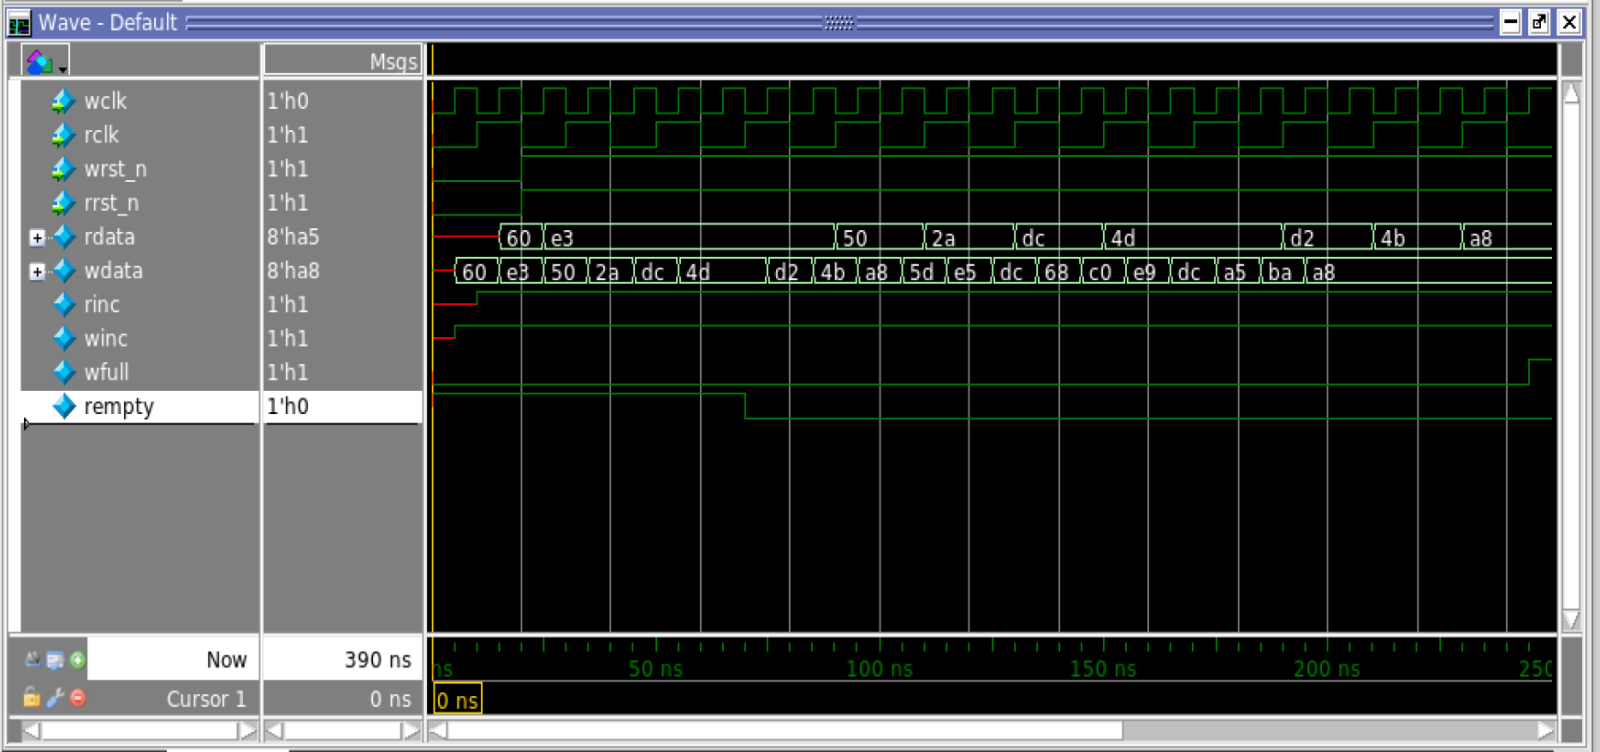 Wave - Default
Msgs
wclk 1'h0
rclk 1'h1
wrst_n 1'h1
rrst_n 1'h1
rdata 8'ha5 60 e3 50 2a dc 4d d2 4b a8
wdata 8'ha8 60 e3 50 2a dc 4d d2 4b a8 5d e5 dc 68 c0 e9 dc a5 ba a8
rinc 1'h1
winc 1'h1
wfull 1'h1
rempty 1'h0
Now 390 ns ns 50 ns 100 ns 150 ns 200 ns 250
Cursor 1 0 ns 0 ns